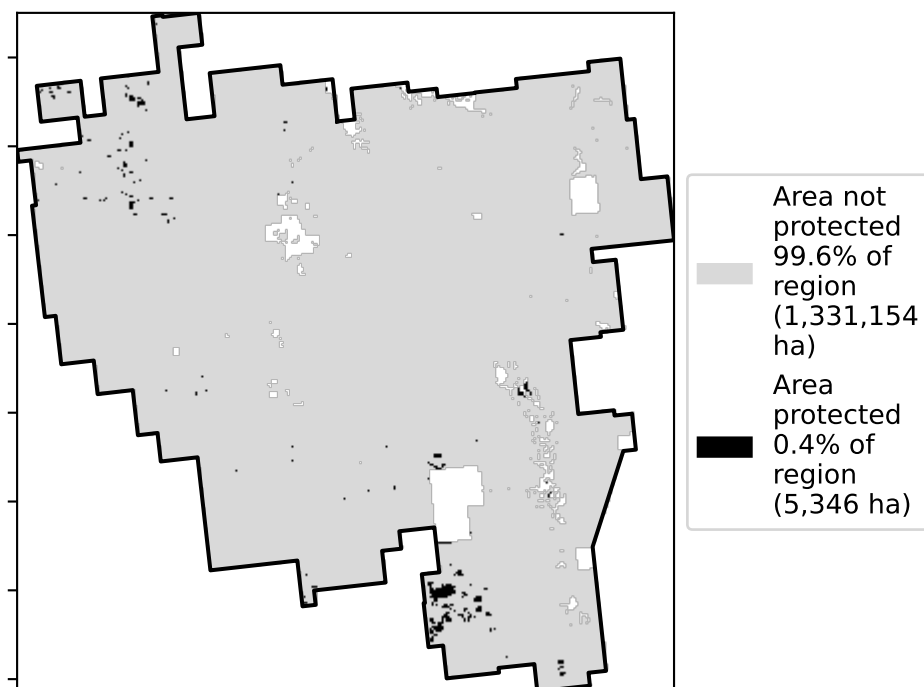 Area not
protected
99.6% of
region
(1,331,154
ha)
Area
protected
0.4% of
region
(5,346 ha)